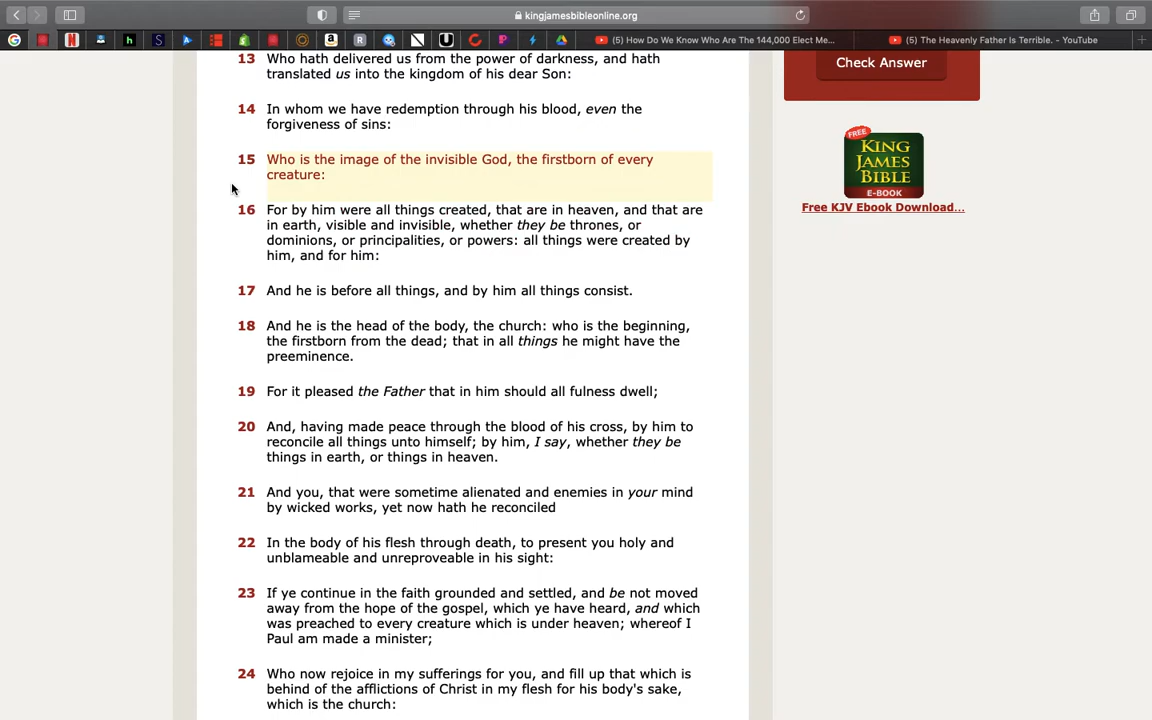 kingjamesbibleonline.org
(5) How Do We Know Who Are The 144,000 Elect Me...
(5) The Heavenly Father Is Terrible. - YouTube
13 Who hath delivered us from the power of darkness, and hath
translated us into the kingdom of his dear Son:
14 In whom we have redemption through his blood, even the
forgiveness of sins:
15 Who is the image of the invisible God, the firstborn of every
creature:
16 For by him were all things created, that are in heaven, and that are
in earth, visible and invisible, whether they be thrones, or
dominions, or principalities, or powers: all things were created by
him, and for him:
17 And he is before all things, and by him all things consist.
18 And he is the head of the body, the church: who is the beginning,
the firstborn from the dead; that in all things he might have the
preeminence.
19 For it pleased the Father that in him should all fulness dwell;
20 And, having made peace through the blood of his cross, by him to
reconcile all things unto himself; by him, I say, whether they be
things in earth, or things in heaven.
21 And you, that were sometime alienated and enemies in your mind
by wicked works, yet now hath he reconciled
22 In the body of his flesh through death, to present you holy and
unblameable and unreproveable in his sight:
23 If ye continue in the faith grounded and settled, and be not moved
away from the hope of the gospel, which ye have heard, and which
was preached to every creature which is under heaven; whereof I
Paul am made a minister;
24 Who now rejoice in my sufferings for you, and fill up that which is
behind of the afflictions of Christ in my flesh for his body's sake,
which is the church:
Check Answer
FREE
KING
JAMES
BIBLE
E-BOOK
Free KJV Ebook Download...